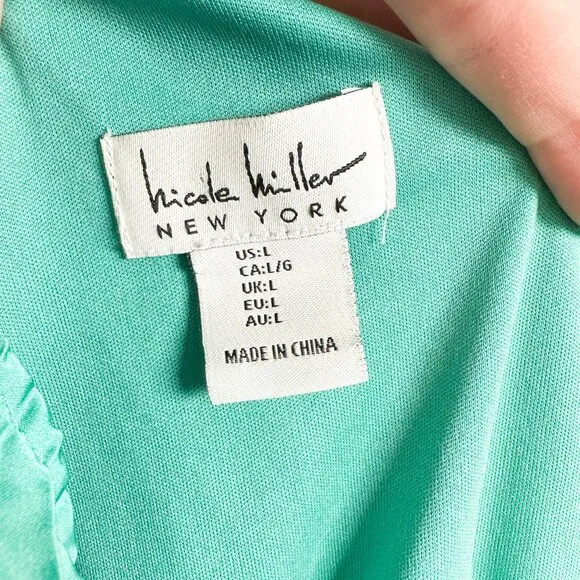 nicole miller
NEW YORK
US:L
CA:L/G
UK:L
EU:L
AU:L
MADE IN CHINA